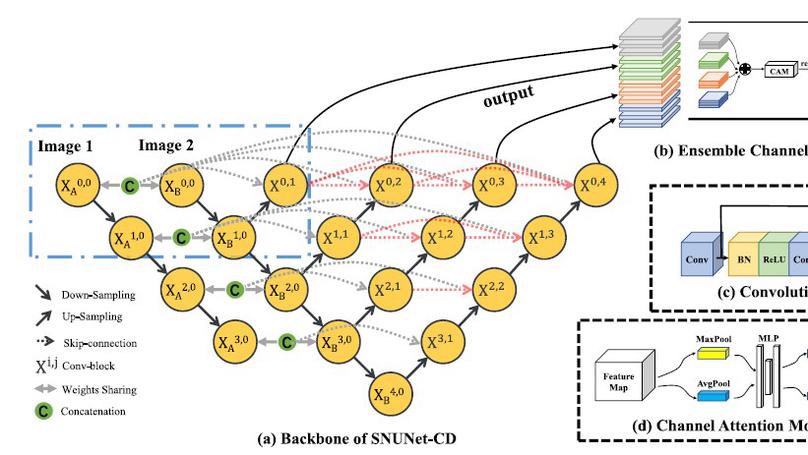 output
(b) Ensemble Channel
CAM
re
Image 1
Image 2
X_A^0,0
C
X_B^0,0
X^0,1
X^0,2
X^0,3
X^0,4
X_A^1,0
C
X_B^1,0
X^1,1
X^1,2
X^1,3
X_A^2,0
C
X_B^2,0
X^2,1
X^2,2
X_A^3,0
C
X_B^3,0
X^3,1
X_B^4,0
Down-Sampling
Up-Sampling
Skip-connection
X^i,j Conv-block
Weights Sharing
C Concatenation
(a) Backbone of SNUNet-CD
Conv
BN
ReLU
Con
(c) Convoluti
Feature
Map
MaxPool
AvgPool
MLP
(d) Channel Attention Mo